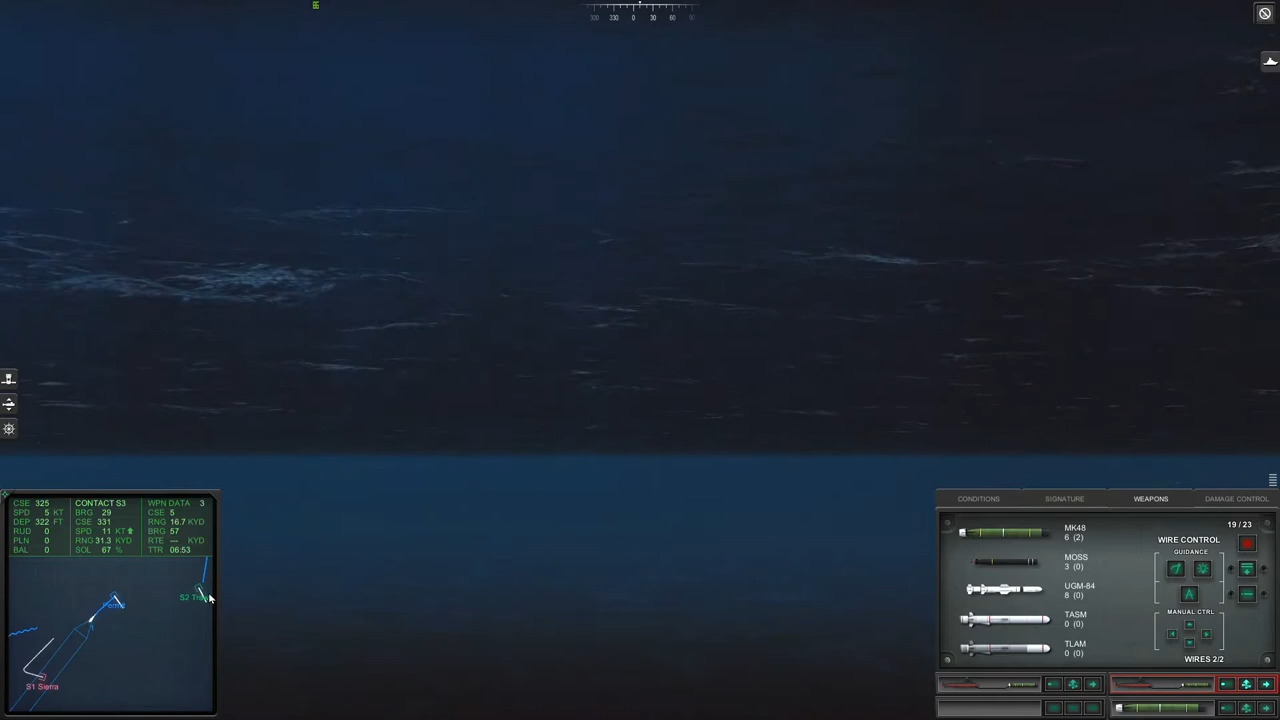 86
300 330 0 30 60 90
CSE 325
SPD 5 KT
DEP 322 FT
RUD 0
PLN 0
BAL 0
CONTACT S3
BRG 29
CSE 331
SPD 11 KT
RNG 31.3 KYD
SOL 67 %
WPN DATA 3
CSE 5
RNG 16.7 KYD
BRG 57
RTE --- KYD
TTR 06:53
S2
S1 Sierra
CONDITIONS SIGNATURE WEAPONS DAMAGE CONTROL
19 / 23
MK48
6 (2)
MOSS
3 (0)
UGM-84
8 (0)
TASM
0 (0)
TLAM
0 (0)
WIRE CONTROL
GUIDANCE
A
MANUAL CTRL
WIRES 2/2